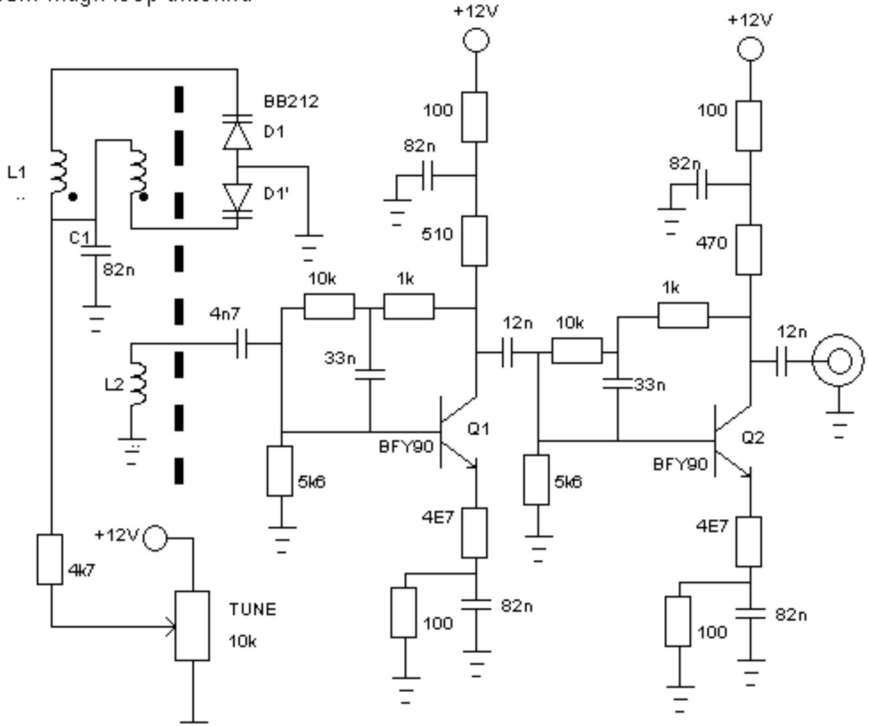 magn loop antenna
+12V
+12V
BB212
D1
D1'
L1
..
C1
82n
100
82n
510
100
82n
470
10k
1k
4n7
33n
12n
10k
1k
33n
12n
L2
Q1
BFY90
5k6
Q2
BFY90
5k6
+12V
4k7
TUNE
10k
4E7
100
82n
4E7
100
82n